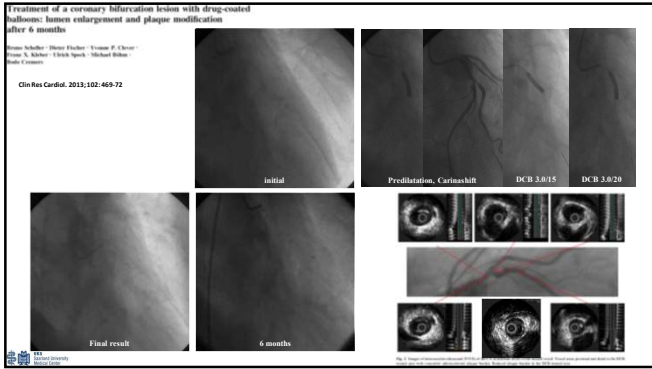 Treatment of a coronary bifurcation lesion with drug-coated
balloons: lumen enlargement and plaque modification
after 6 months
Bruno Scheller · Dieter Fischer · Yvonne P. Clever ·
Franz X. Kleber · Ulrich Speck · Michael Böhm ·
Bodo Cremers
Clin Res Cardiol. 2013;102:469-72
initial
Predilatation, Carinashift
DCB 3.0/15
DCB 3.0/20
Final result
6 months
UKS
Saarland University
Medical Center